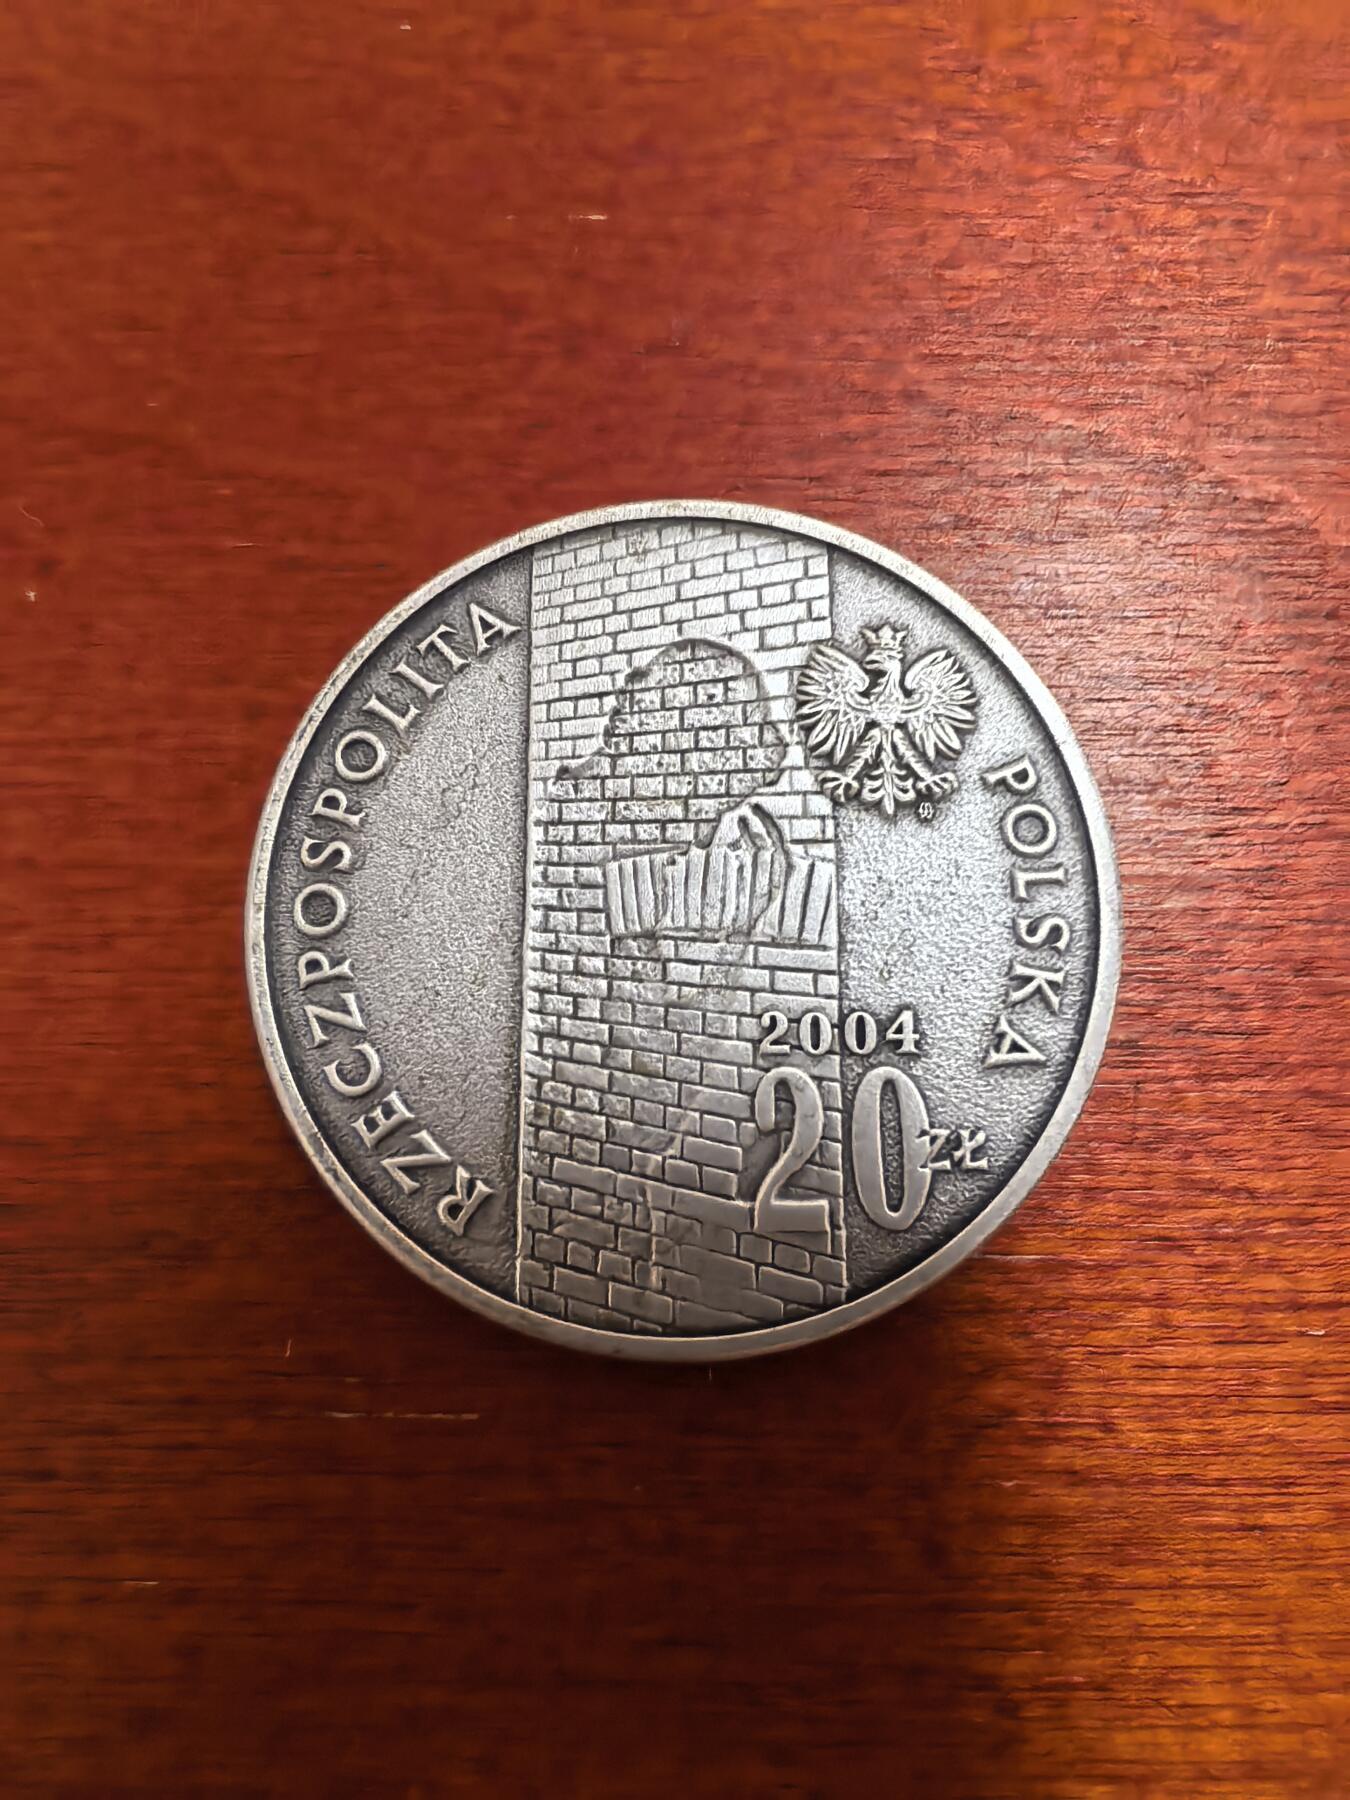 RZECZPOSPOLITA
POLSKA
2004
20 ZŁ